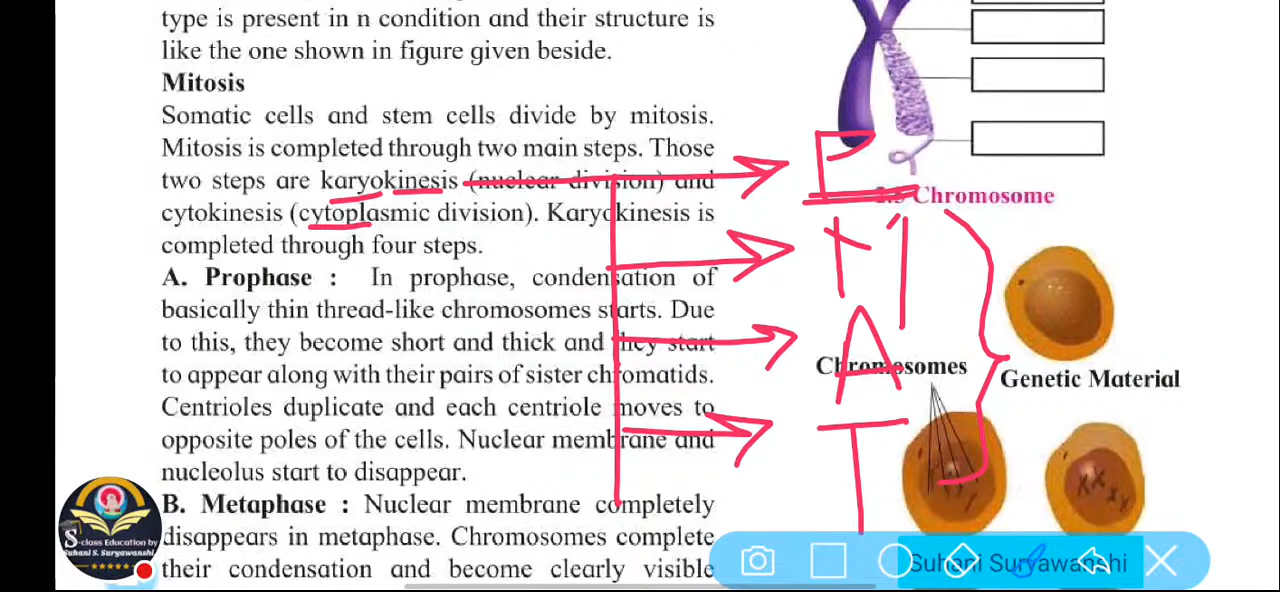 type is present in n condition and their structure is
like the one shown in figure given beside.
Mitosis
Somatic cells and stem cells divide by mitosis.
Mitosis is completed through two main steps. Those
two steps are karyokinesis (nuclear division) and
cytokinesis (cytoplasmic division). Karyokinesis is
completed through four steps.
A. Prophase : In prophase, condensation of
basically thin thread-like chromosomes starts. Due
to this, they become short and thick and they start
to appear along with their pairs of sister chromatids.
Centrioles duplicate and each centriole moves to
opposite poles of the cells. Nuclear membrane and
nucleolus start to disappear.
B. Metaphase : Nuclear membrane completely
disappears in metaphase. Chromosomes complete
their condensation and become clearly visible
P
M
A
T
Chromosome
Chromosomes
Genetic Material
S-class Education by
Suhani S. Suryawanshi
Suhani Suryawanshi